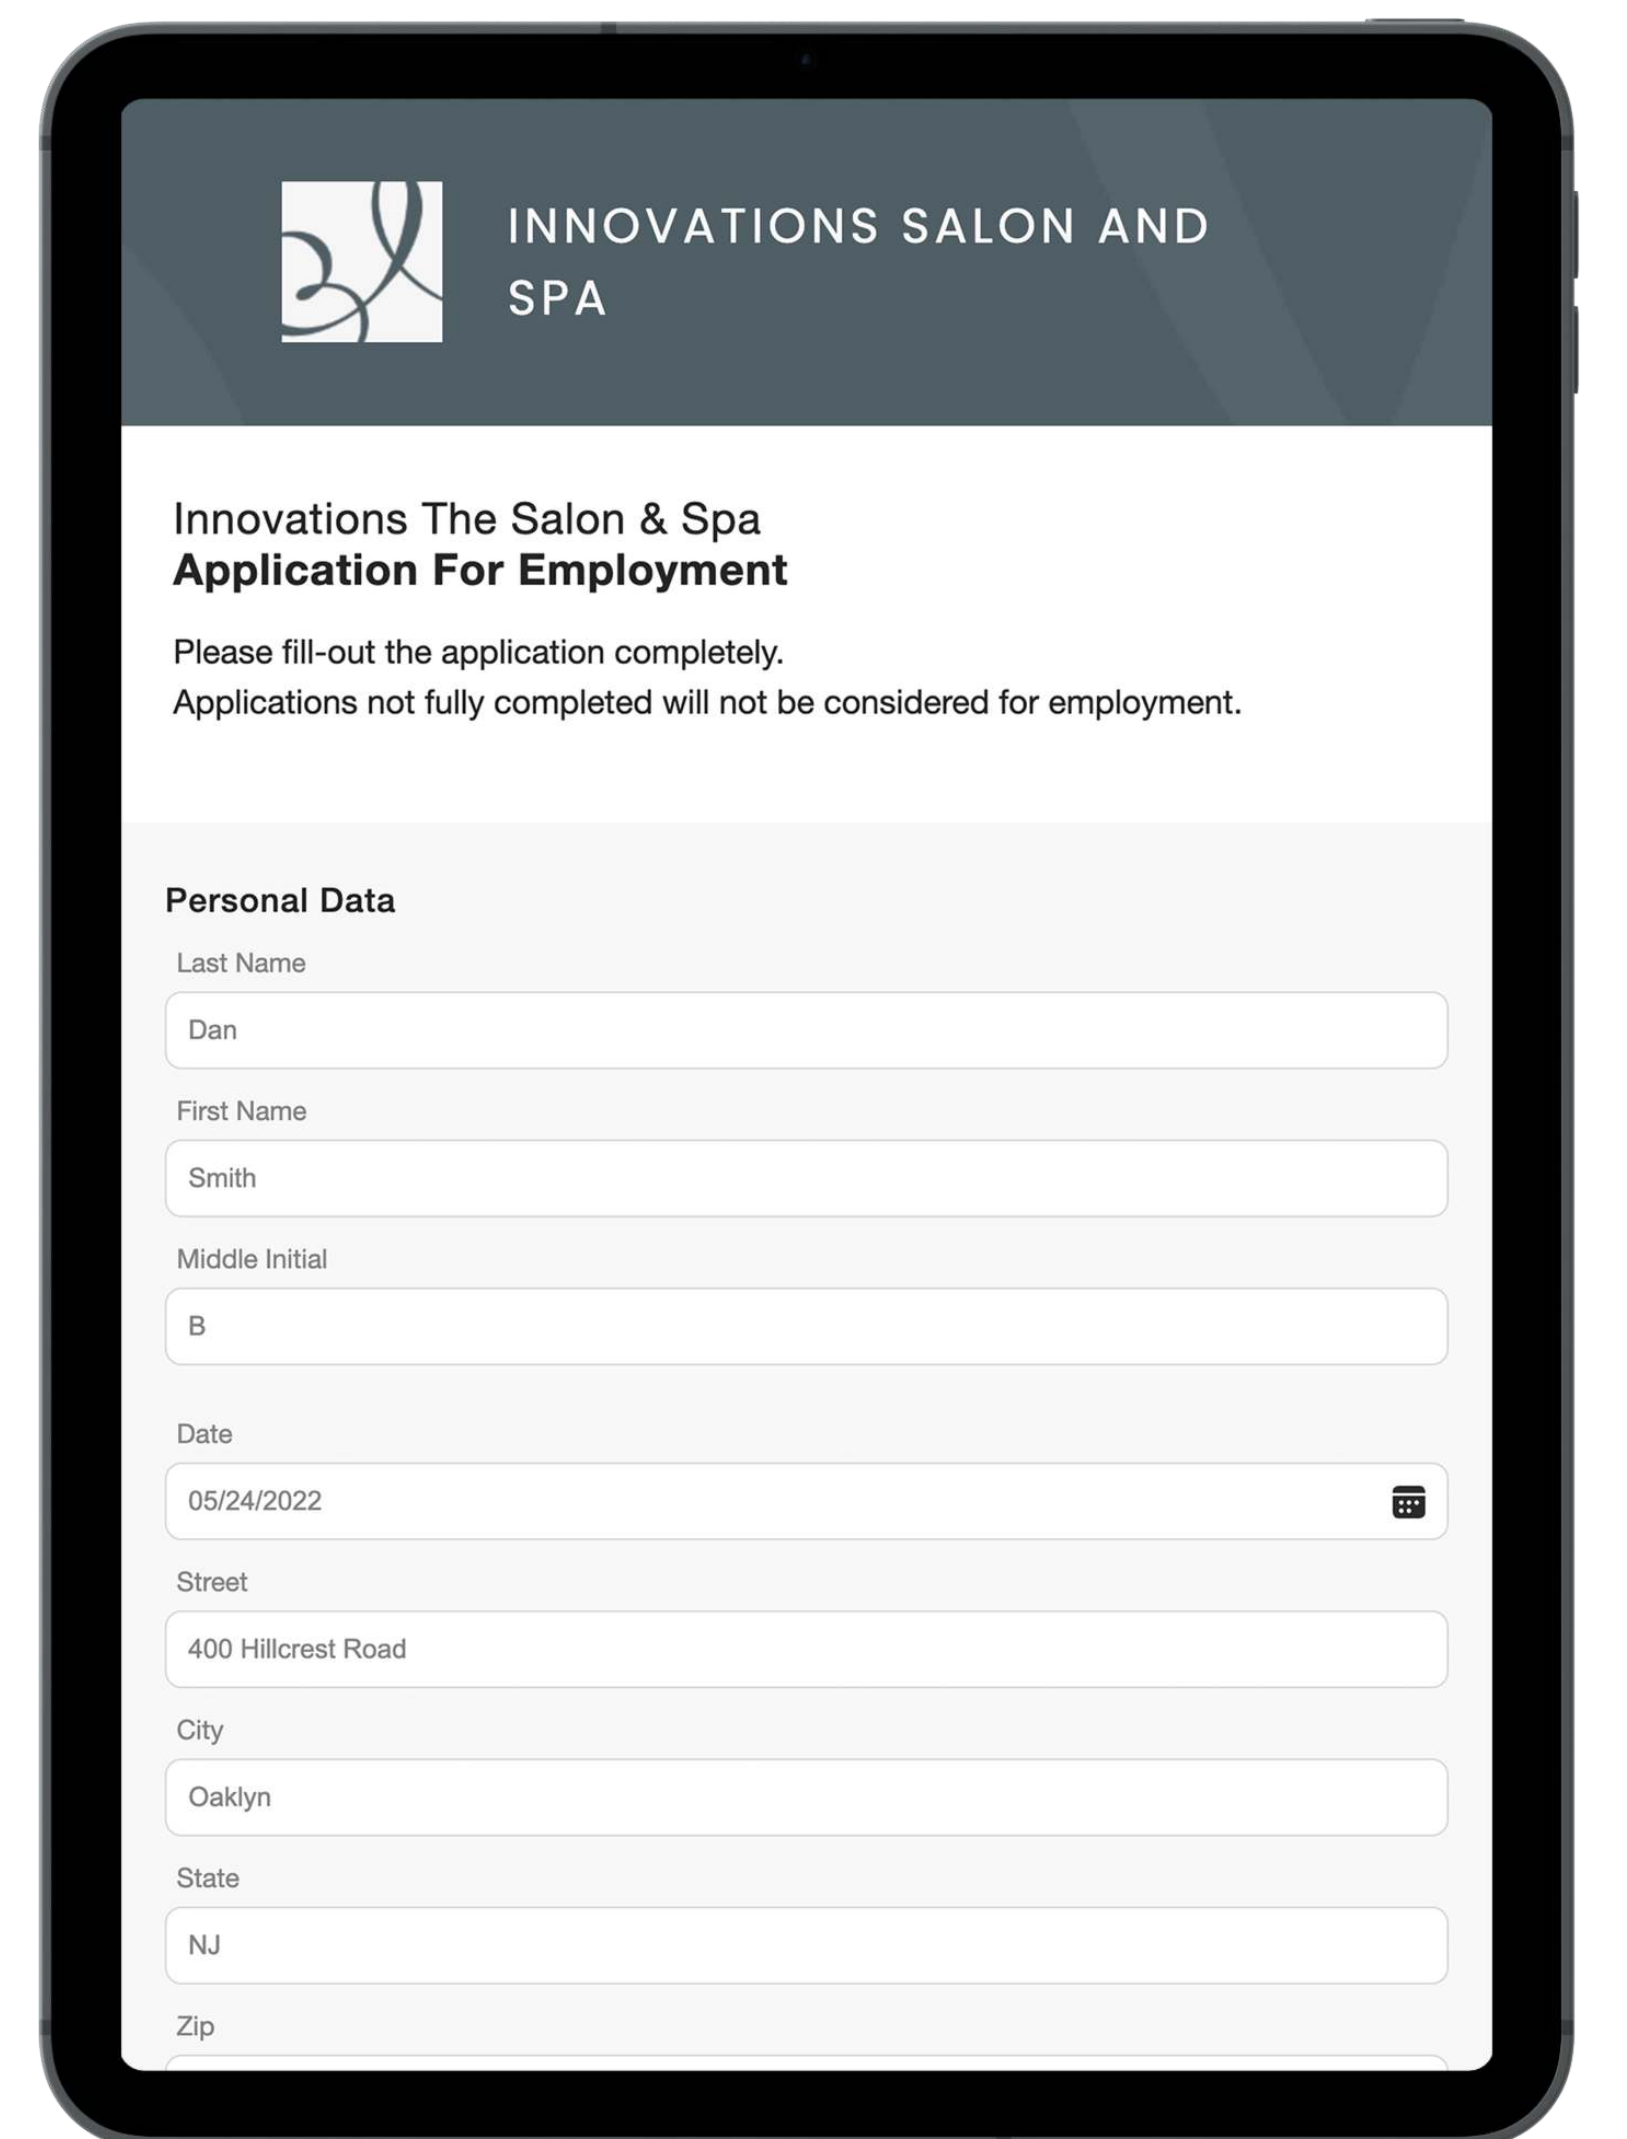 INNOVATIONS SALON AND
SPA
Innovations The Salon & Spa
Application For Employment
Please fill-out the application completely.
Applications not fully completed will not be considered for employment.
Personal Data
Last Name
Dan
First Name
Smith
Middle Initial
B
Date
05/24/2022
Street
400 Hillcrest Road
City
Oaklyn
State
NJ
Zip